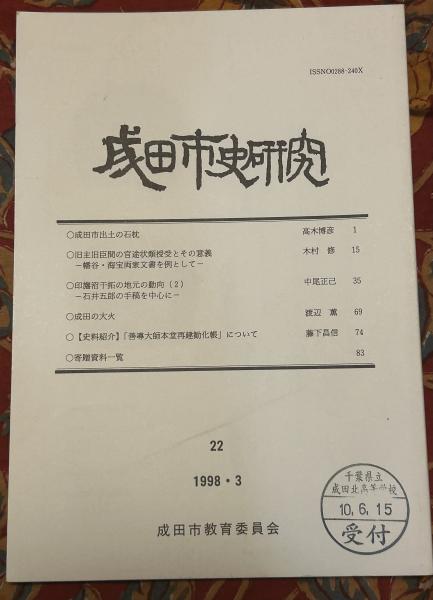 ISSNO0288-240X
成田市史研究
○成田市出土の石枕 高木博彦 1
○旧主旧臣間の官途状類授受とその意義 木村 修 15
－幡谷・海宝両家文書を例として－
○印旛沼干拓の地元の動向（2） 中尾正己 35
－石井五郎の手稿を中心に－
○成田の大火 渡辺 薫 69
○【史料紹介】「善導大師本堂再建勧化帳」について 藤下昌信 74
○寄贈資料一覧 83
22
1998・3
成田市教育委員会
千葉県立
成田北高等学校
10.6.15
受付